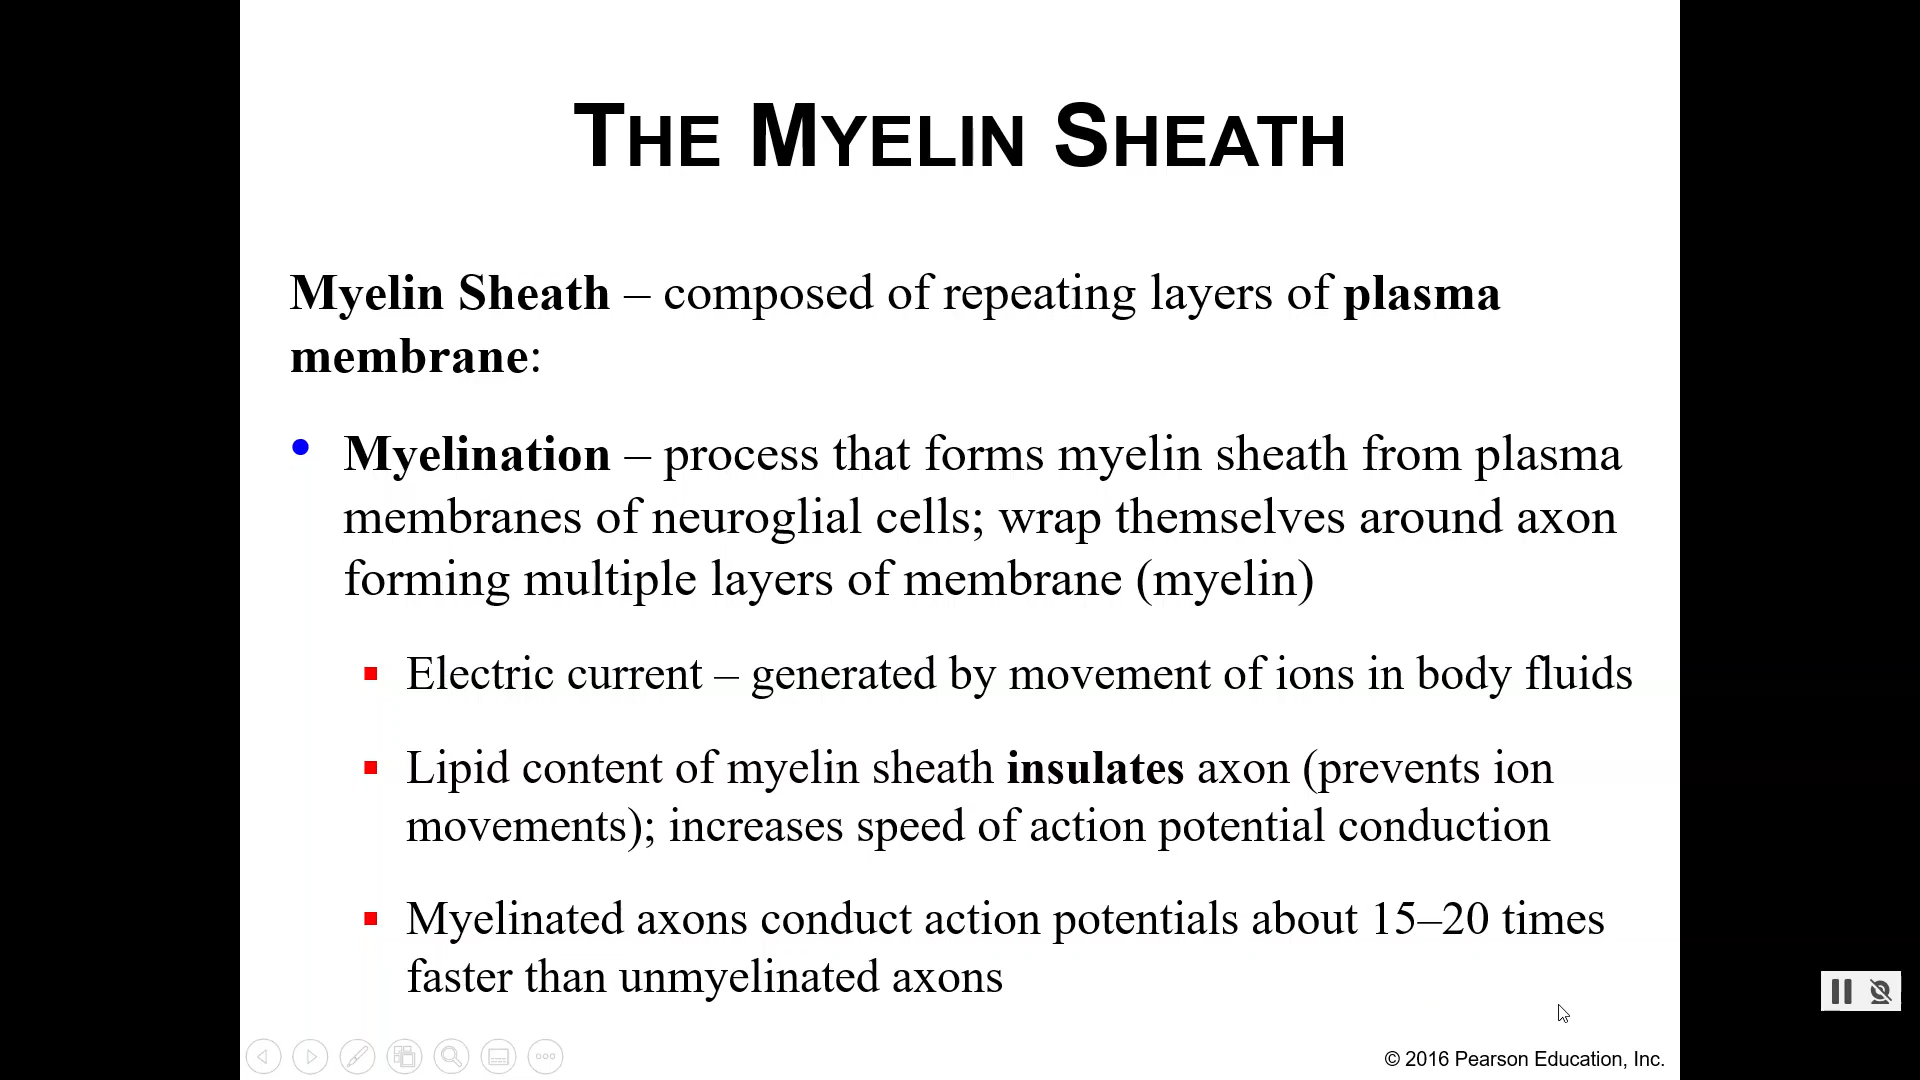 THE MYELIN SHEATH
Myelin Sheath – composed of repeating layers of plasma
membrane:
• Myelination – process that forms myelin sheath from plasma
membranes of neuroglial cells; wrap themselves around axon
forming multiple layers of membrane (myelin)
▪ Electric current – generated by movement of ions in body fluids
▪ Lipid content of myelin sheath insulates axon (prevents ion
movements); increases speed of action potential conduction
▪ Myelinated axons conduct action potentials about 15–20 times
faster than unmyelinated axons
© 2016 Pearson Education, Inc.